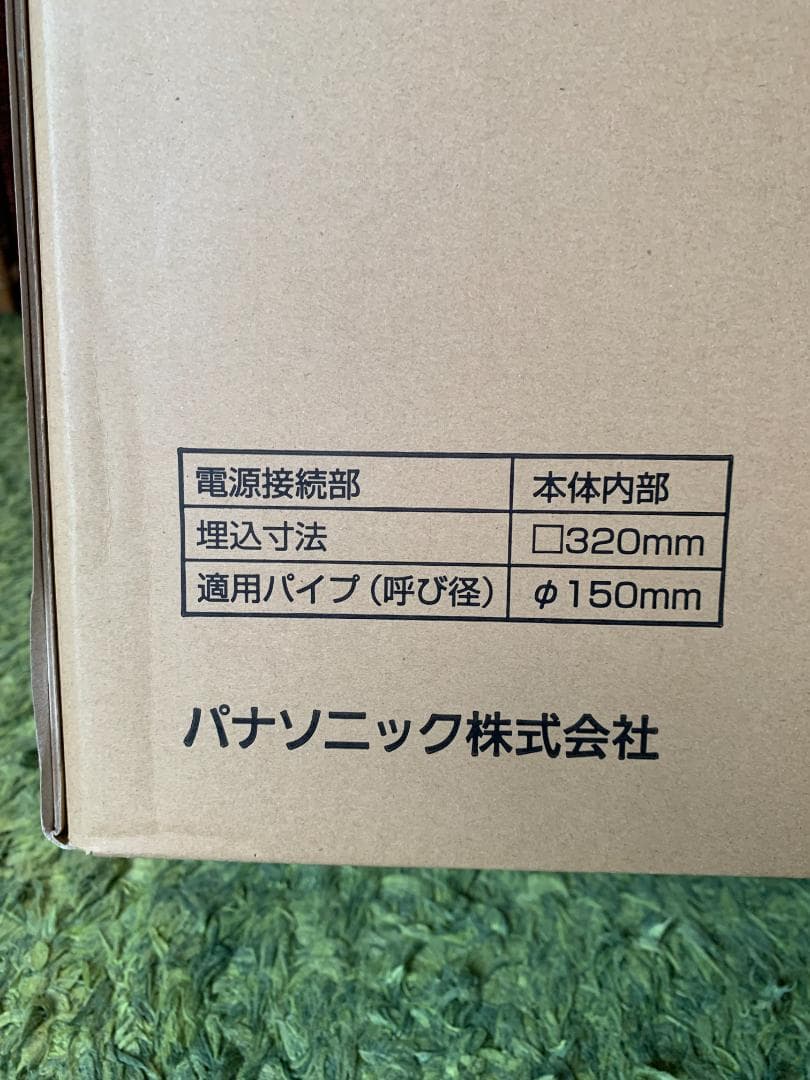 電源接続部 本体内部
埋込寸法 □320mm
適用パイプ(呼び径) φ150mm
パナソニック株式会社